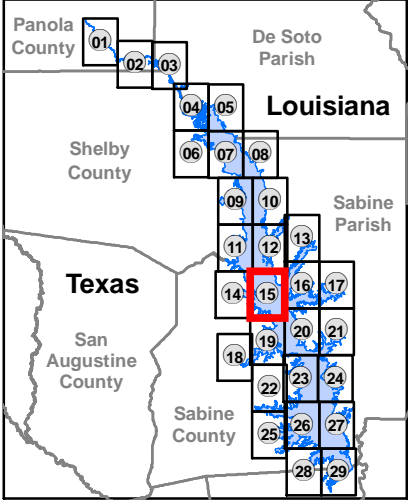 Panola
County
De Soto
Parish
01
02
03
04
05
Louisiana
Shelby
County
06
07
08
09
10
Sabine
Parish
11
12
13
Texas
14
15
16
17
San
Augustine
County
18
19
20
21
22
23
24
Sabine
County
25
26
27
28
29